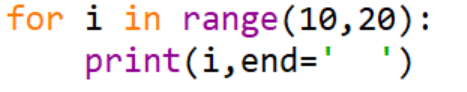 for i in range(10,20):
    print(i,end='  ')